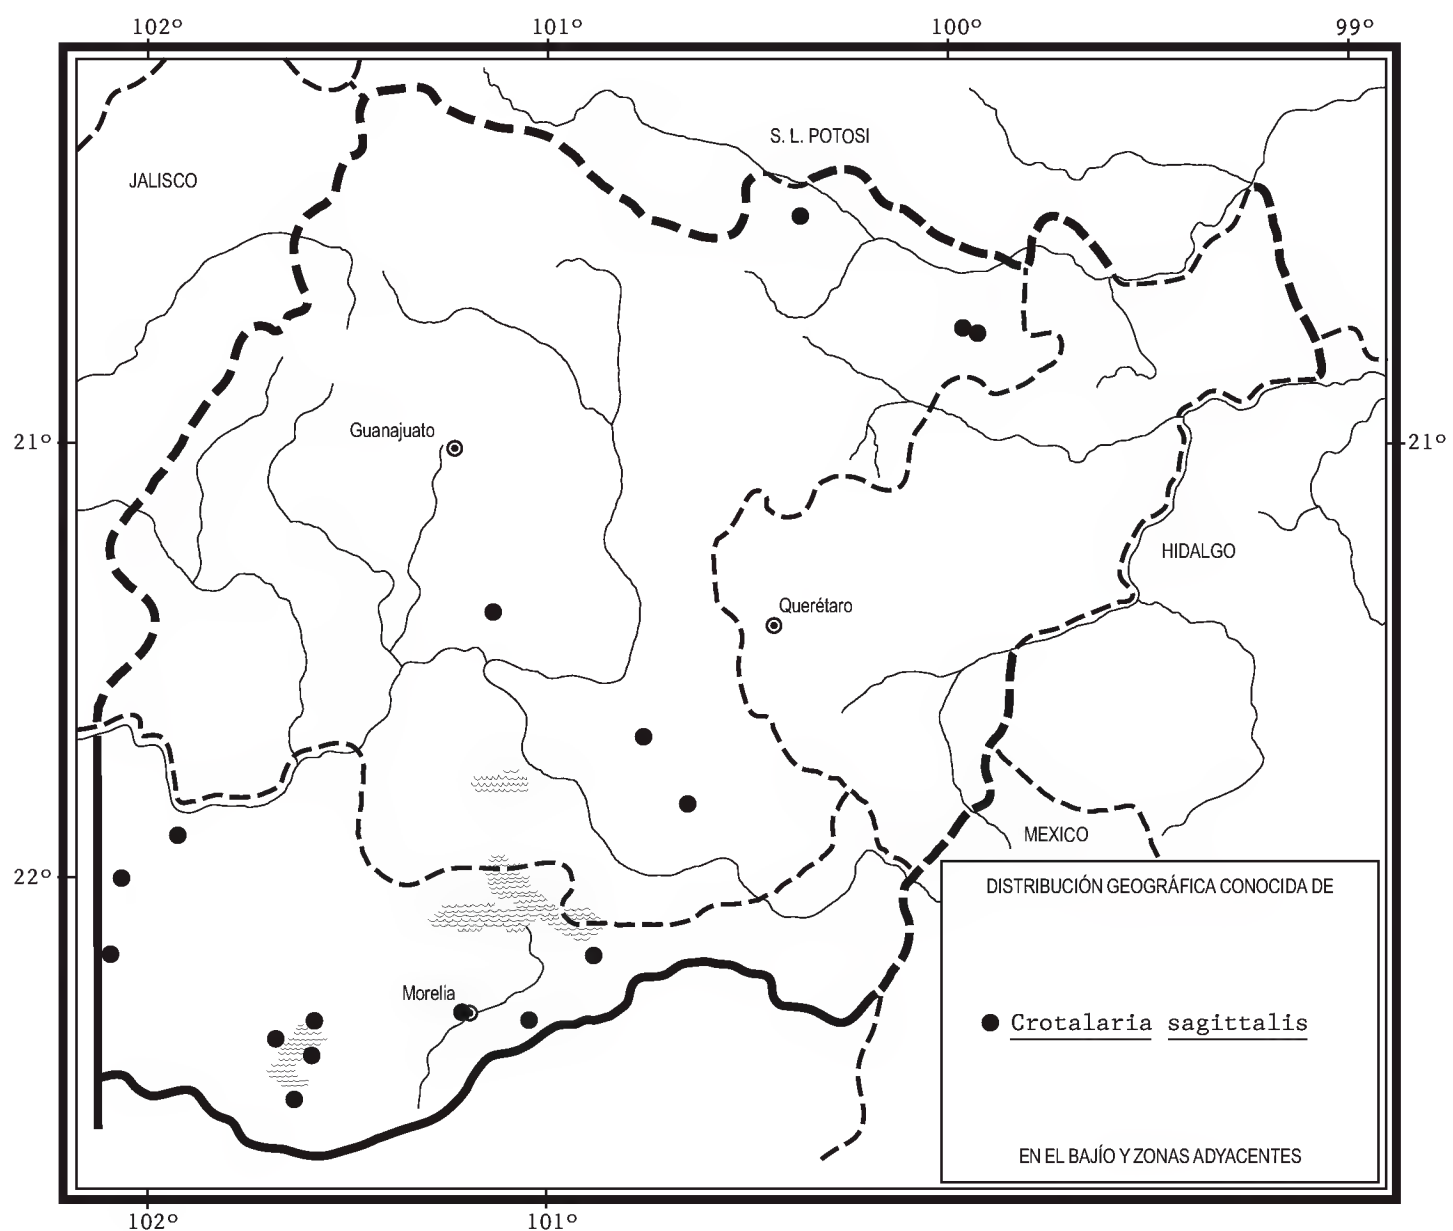 102º 101º 100º 99º
S. L. POTOSI
JALISCO
Guanajuato
21º 21º
HIDALGO
Querétaro
MEXICO
22º
DISTRIBUCIÓN GEOGRÁFICA CONOCIDA DE
Morelia
Crotalaria sagittalis
EN EL BAJÍO Y ZONAS ADYACENTES
102º 101º